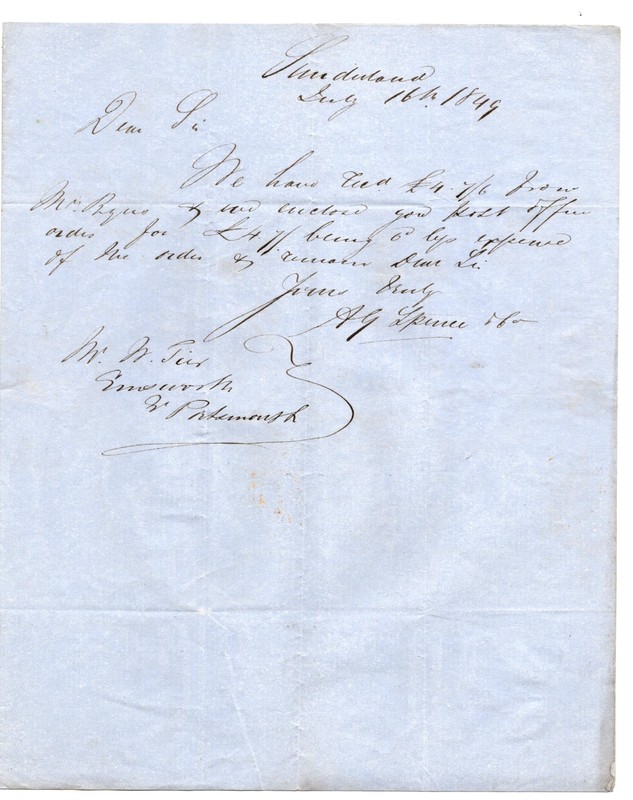 Sunderland
July 16th 1849
Dear Sir
We have recd £4.7/6 from
Mr. & we enclose you Post office
order for £4.7/ being 6d less expense
of the order & remain Dear Sir
Yours truly
A G Spence & Co
Mr. W. Tier
Emsworth
Nr Portsmouth